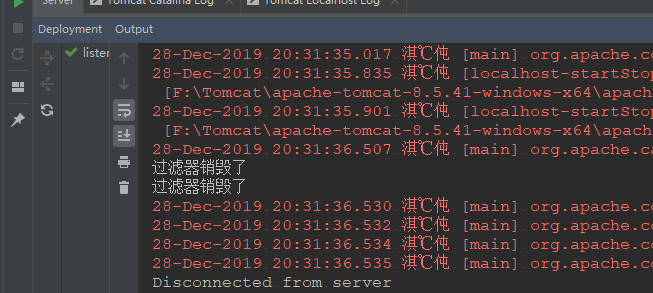 Server
Tomcat Catalina Log
Tomcat Localhost Log
Deployment
Output
lister
28-Dec-2019 20:31:35.017 淇℃伅 [main] org.apache.co
28-Dec-2019 20:31:35.835 淇℃伅 [localhost-startStop
[F:\Tomcat\apache-tomcat-8.5.41-windows-x64\apach
28-Dec-2019 20:31:35.901 淇℃伅 [localhost-startStop
[F:\Tomcat\apache-tomcat-8.5.41-windows-x64\apach
28-Dec-2019 20:31:36.507 淇℃伅 [main] org.apache.ca
过滤器销毁了
过滤器销毁了
28-Dec-2019 20:31:36.530 淇℃伅 [main] org.apache.co
28-Dec-2019 20:31:36.532 淇℃伅 [main] org.apache.co
28-Dec-2019 20:31:36.534 淇℃伅 [main] org.apache.co
28-Dec-2019 20:31:36.535 淇℃伅 [main] org.apache.co
Disconnected from server